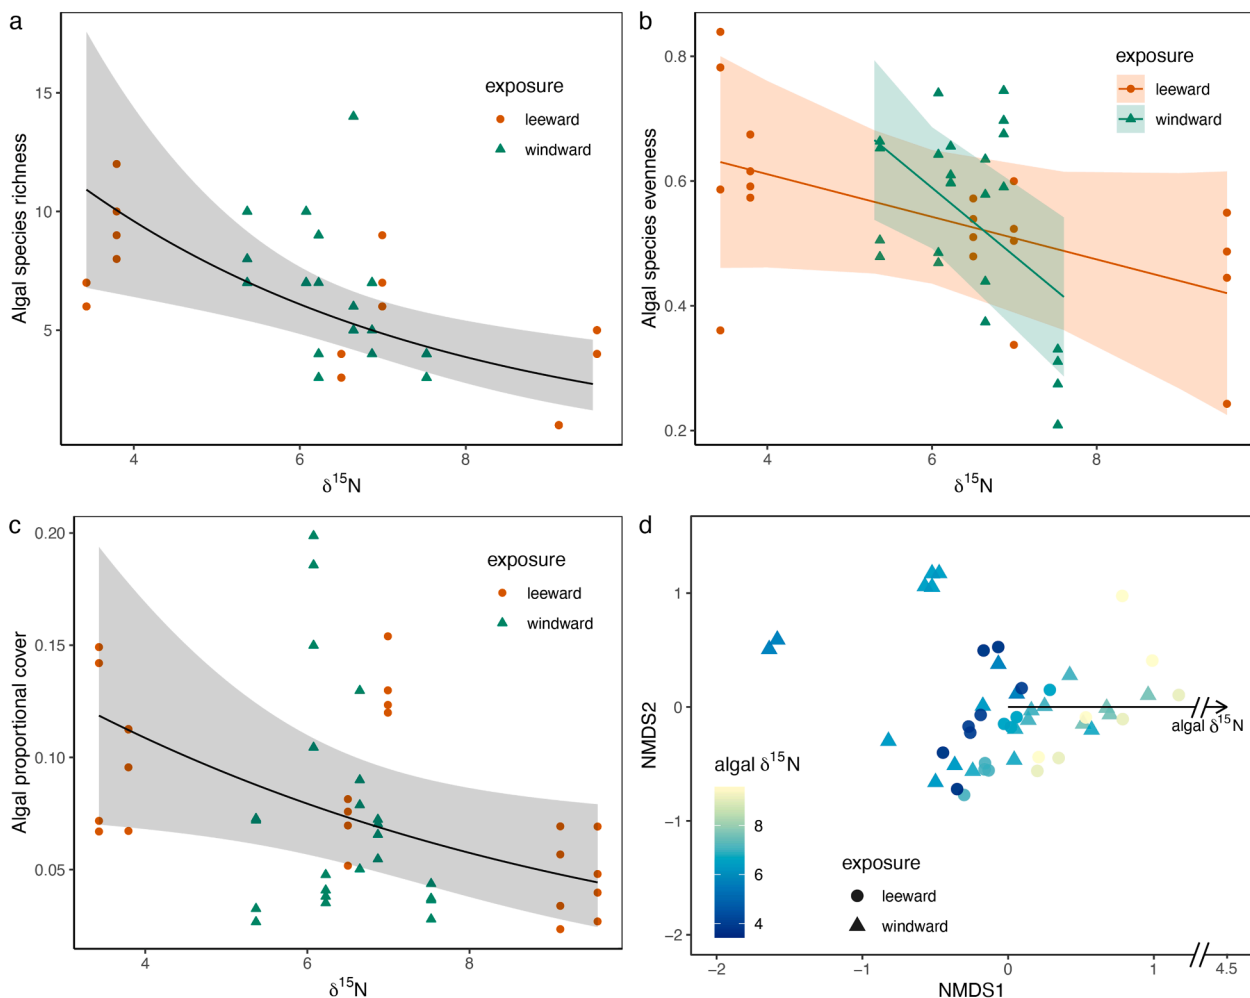 a
Algal species richness
15
10
5
4
6
8
δ¹⁵N
exposure
leeward
windward
b
Algal species evenness
0.8
0.6
0.4
0.2
4
6
8
δ¹⁵N
exposure
leeward
windward
c
Algal proportional cover
0.20
0.15
0.10
0.05
4
6
8
δ¹⁵N
exposure
leeward
windward
d
NMDS2
1
0
−1
−2
−2
−1
0
1
4.5
NMDS1
algal δ¹⁵N
algal δ¹⁵N
8
6
4
exposure
leeward
windward